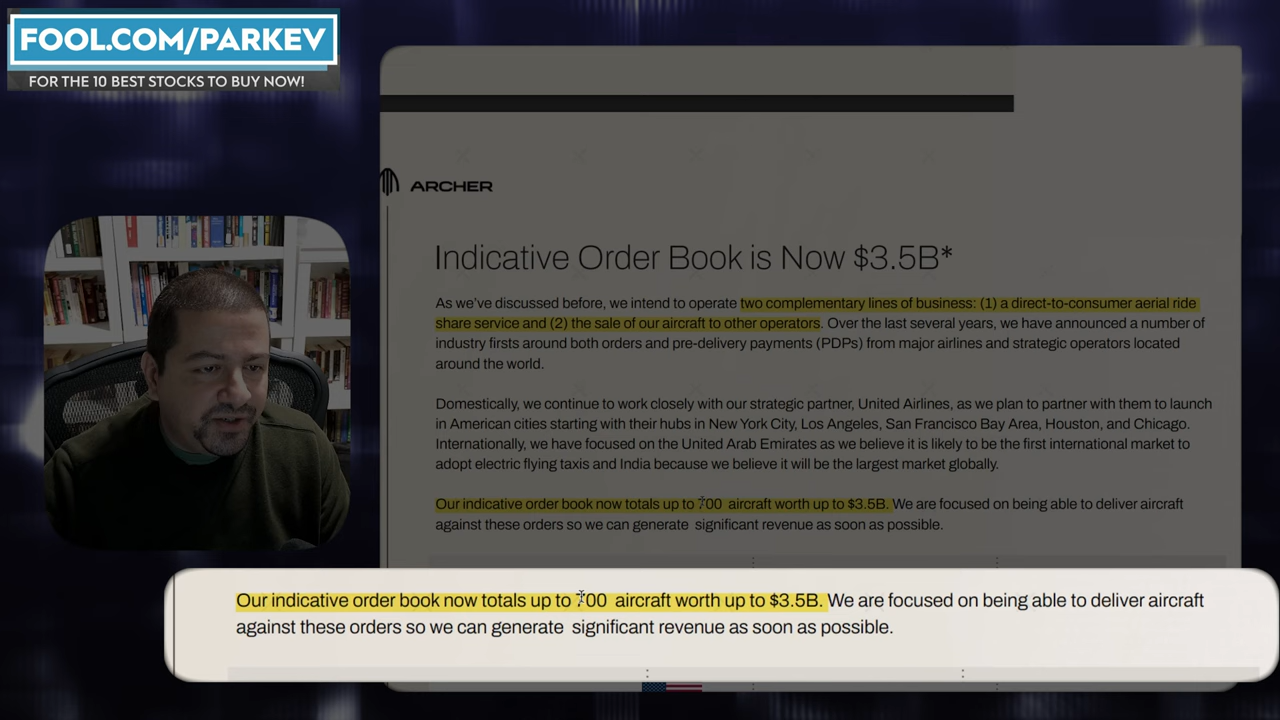 FOOL.COM/PARKEV
FOR THE 10 BEST STOCKS TO BUY NOW!
ARCHER
Indicative Order Book is Now $3.5B*
As we've discussed before, we intend to operate two complementary lines of business: (1) a direct-to-consumer aerial ride
share service and (2) the sale of our aircraft to other operators. Over the last several years, we have announced a number of
industry firsts around both orders and pre-delivery payments (PDPs) from major airlines and strategic operators located
around the world.
Domestically, we continue to work closely with our strategic partner, United Airlines, as we plan to partner with them to launch
in American cities starting with their hubs in New York City, Los Angeles, San Francisco Bay Area, Houston, and Chicago.
Internationally, we have focused on the United Arab Emirates as we believe it is likely to be the first international market to
adopt electric flying taxis and India because we believe it will be the largest market globally.
Our indicative order book now totals up to 700 aircraft worth up to $3.5B. We are focused on being able to deliver aircraft
against these orders so we can generate significant revenue as soon as possible.
Our indicative order book now totals up to 700 aircraft worth up to $3.5B. We are focused on being able to deliver aircraft
against these orders so we can generate significant revenue as soon as possible.